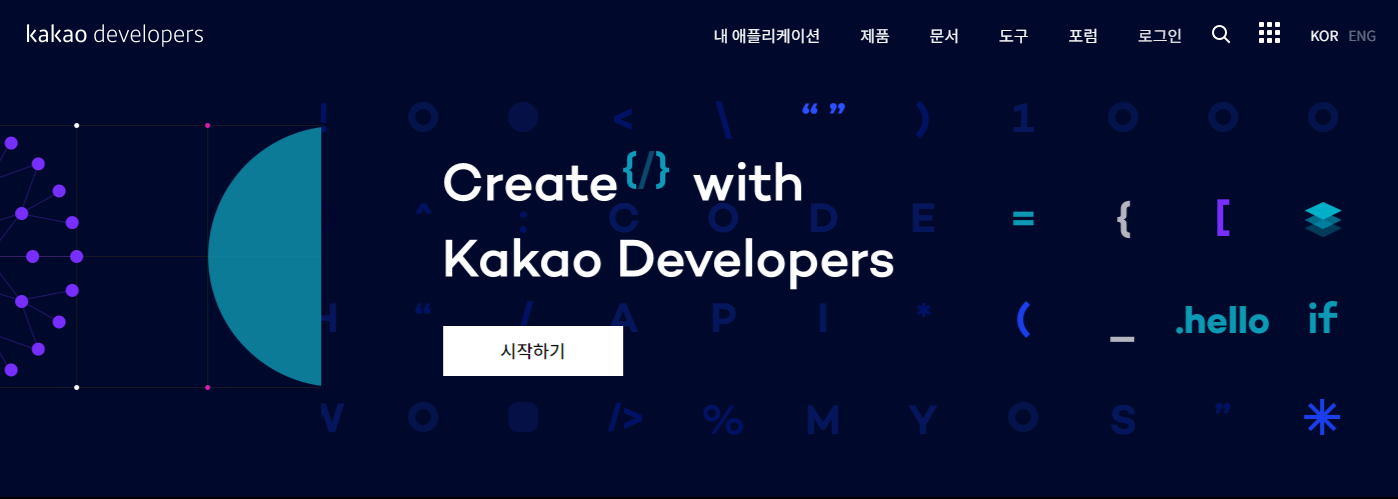 kakao developers
내 애플리케이션 제품 문서 도구 포럼 로그인 KOR ENG
! < \ “ ” ) 1
Create {/} with
^ : C O D E = { [
Kakao Developers
H “ / A P I * ( _ .hello if
시작하기
V O /> % M Y O S ”